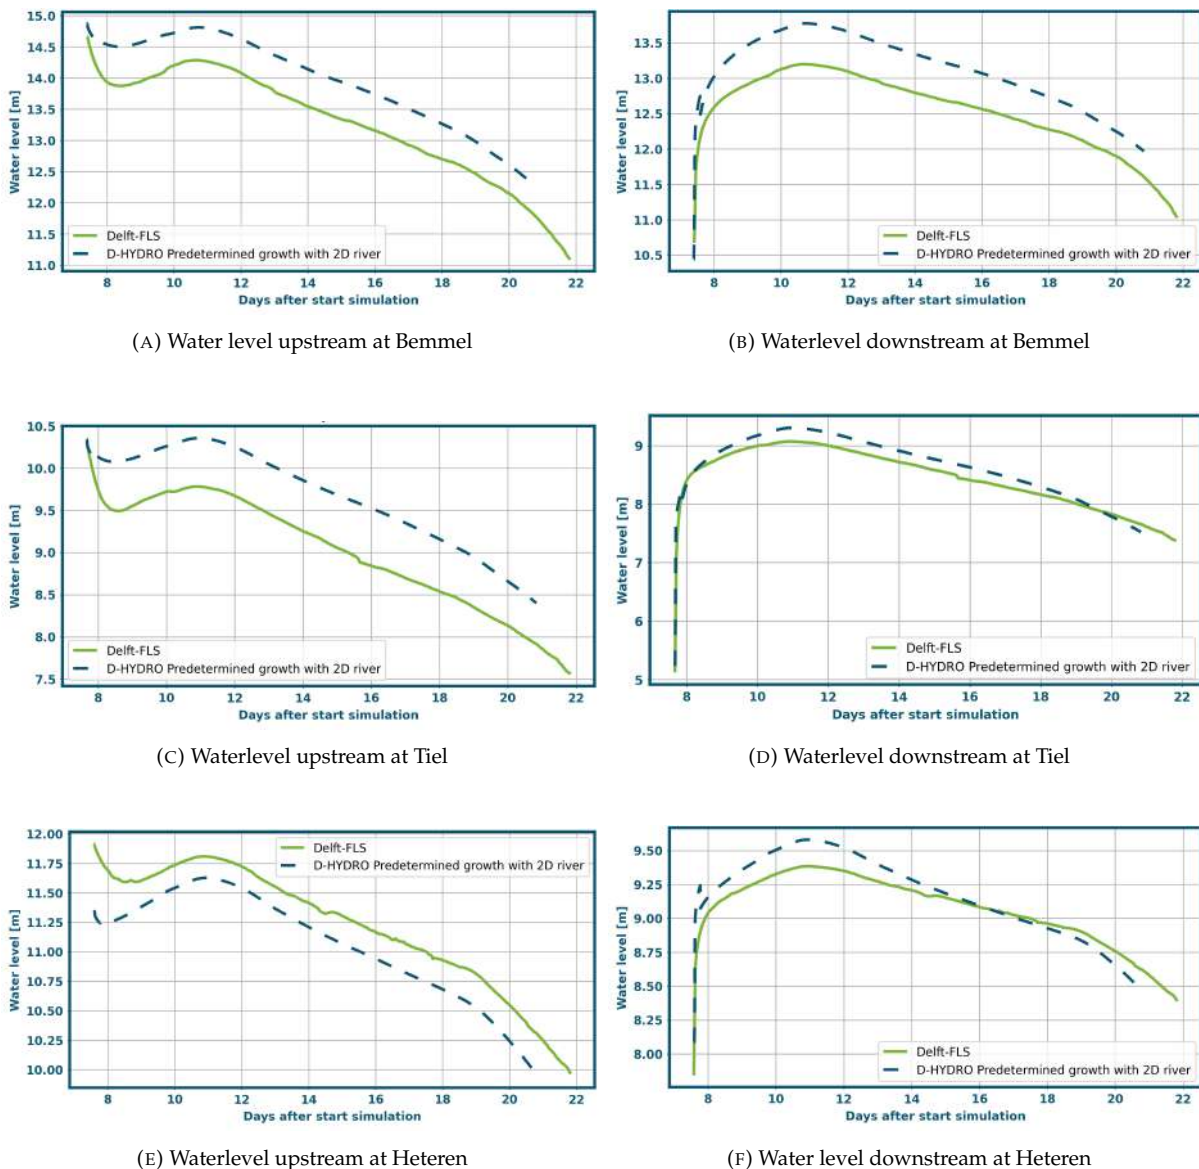 15.0
14.5
14.0
13.5
13.0
12.5
12.0
11.5
11.0
Water level [m]
Delft-FLS
D-HYDRO Predetermined growth with 2D river
8 10 12 14 16 18 20 22
Days after start simulation
(A) Water level upstream at Bemmel
13.5
13.0
12.5
12.0
11.5
11.0
10.5
Water level [m]
Delft-FLS
D-HYDRO Predetermined growth with 2D river
8 10 12 14 16 18 20 22
Days after start simulation
(B) Waterlevel downstream at Bemmel
10.5
10.0
9.5
9.0
8.5
8.0
7.5
Water level [m]
Delft-FLS
D-HYDRO Predetermined growth with 2D river
8 10 12 14 16 18 20 22
Days after start simulation
(C) Waterlevel upstream at Tiel
9
8
7
6
5
Water level [m]
Delft-FLS
D-HYDRO Predetermined growth with 2D river
8 10 12 14 16 18 20 22
Days after start simulation
(D) Waterlevel downstream at Tiel
12.00
11.75
11.50
11.25
11.00
10.75
10.50
10.25
10.00
Water level [m]
Delft-FLS
D-HYDRO Predetermined growth with 2D river
8 10 12 14 16 18 20 22
Days after start simulation
(E) Waterlevel upstream at Heteren
9.50
9.25
9.00
8.75
8.50
8.25
8.00
Water level [m]
Delft-FLS
D-HYDRO Predetermined growth with 2D river
8 10 12 14 16 18 20 22
Days after start simulation
(F) Water level downstream at Heteren